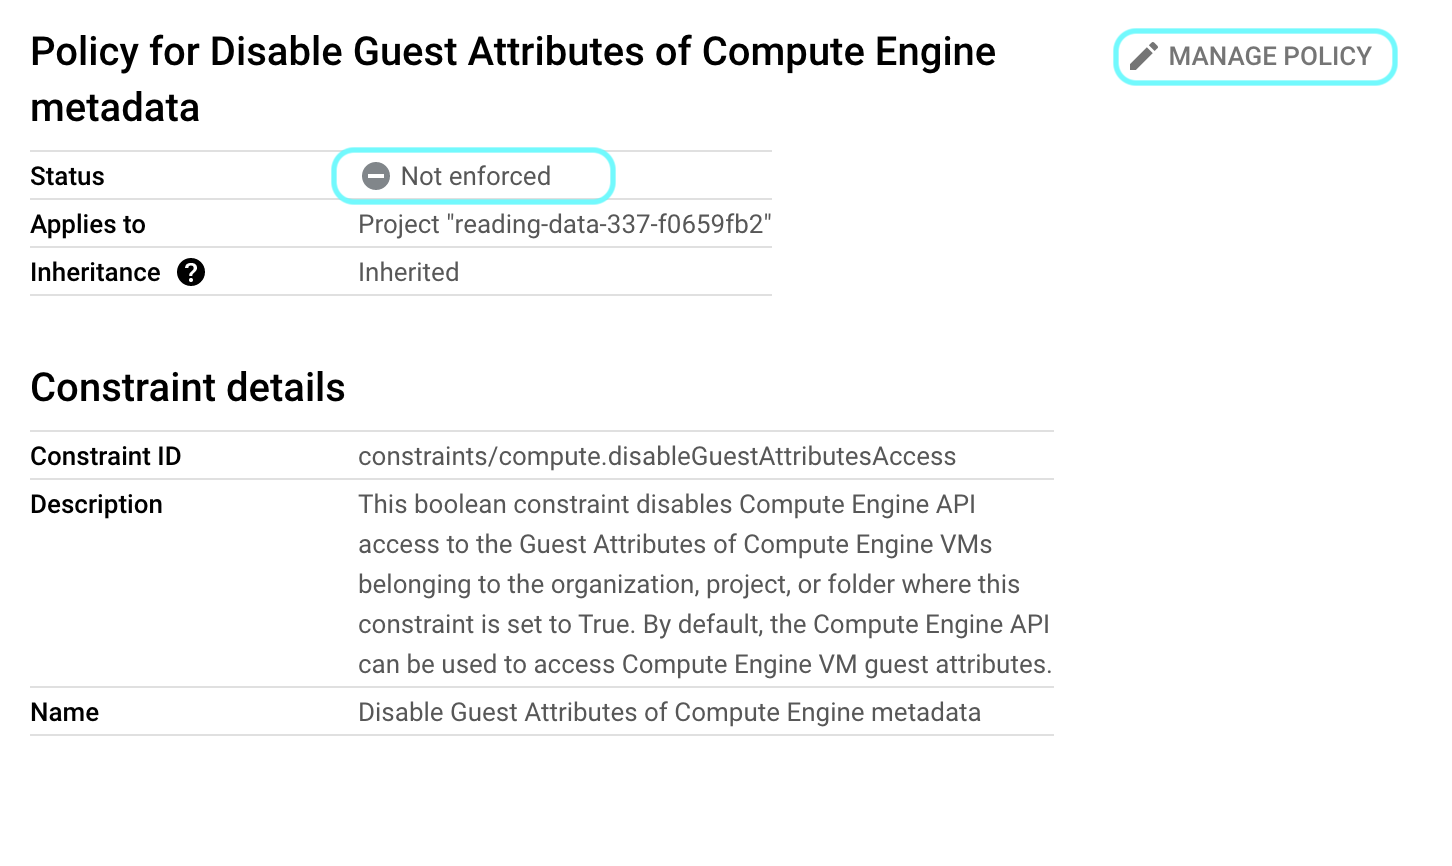 Policy for Disable Guest Attributes of Compute Engine
metadata
MANAGE POLICY
Status Not enforced
Applies to Project "reading-data-337-f0659fb2"
Inheritance ? Inherited
Constraint details
Constraint ID constraints/compute.disableGuestAttributesAccess
Description This boolean constraint disables Compute Engine API
access to the Guest Attributes of Compute Engine VMs
belonging to the organization, project, or folder where this
constraint is set to True. By default, the Compute Engine API
can be used to access Compute Engine VM guest attributes.
Name Disable Guest Attributes of Compute Engine metadata